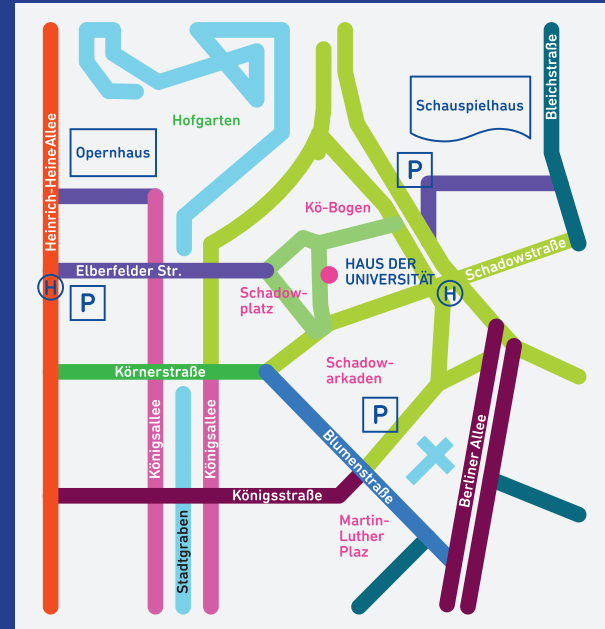 Bleichstraße
Schauspielhaus
Hofgarten
Heinrich-Heine-Allee
Opernhaus
P
Kö-Bogen
Schadowstraße
Elberfelder Str.
HAUS DER
UNIVERSITÄT
H
P
Schadow-
platz
H
Körnerstraße
Schadow-
arkaden
Königsallee
Königsallee
P
Blumenstraße
Berliner Allee
Königsstraße
Stadtgraben
Martin-
Luther
Plaz